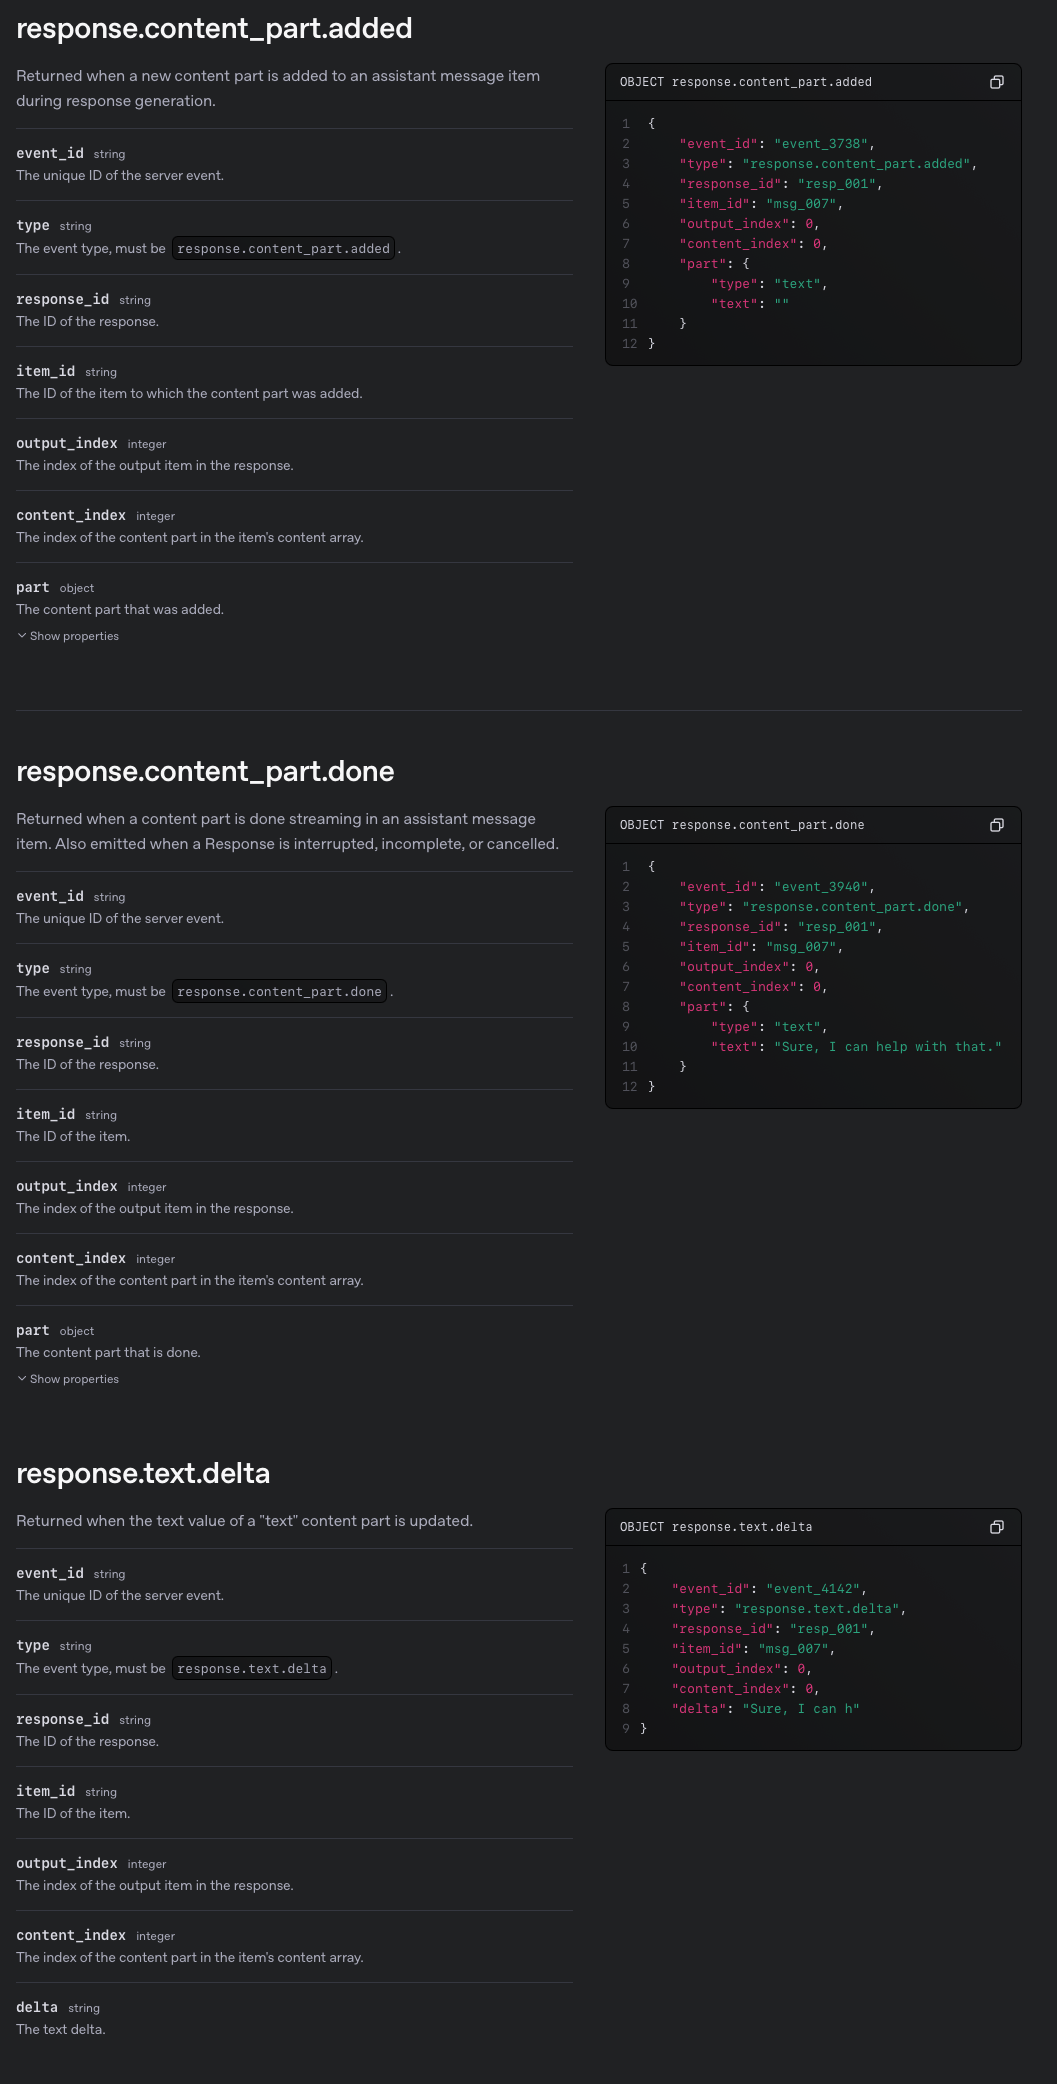 response.content_part.added
Returned when a new content part is added to an assistant message item
during response generation.
event_id string
The unique ID of the server event.
type string
The event type, must be response.content_part.added.
response_id string
The ID of the response.
item_id string
The ID of the item to which the content part was added.
output_index integer
The index of the output item in the response.
content_index integer
The index of the content part in the item's content array.
part object
The content part that was added.
Show properties
OBJECT response.content_part.added
1 {
2     "event_id": "event_3738",
3     "type": "response.content_part.added",
4     "response_id": "resp_001",
5     "item_id": "msg_007",
6     "output_index": 0,
7     "content_index": 0,
8     "part": {
9         "type": "text",
10         "text": ""
11     }
12 }
response.content_part.done
Returned when a content part is done streaming in an assistant message
item. Also emitted when a Response is interrupted, incomplete, or cancelled.
event_id string
The unique ID of the server event.
type string
The event type, must be response.content_part.done.
response_id string
The ID of the response.
item_id string
The ID of the item.
output_index integer
The index of the output item in the response.
content_index integer
The index of the content part in the item's content array.
part object
The content part that is done.
Show properties
OBJECT response.content_part.done
1 {
2     "event_id": "event_3940",
3     "type": "response.content_part.done",
4     "response_id": "resp_001",
5     "item_id": "msg_007",
6     "output_index": 0,
7     "content_index": 0,
8     "part": {
9         "type": "text",
10         "text": "Sure, I can help with that."
11     }
12 }
response.text.delta
Returned when the text value of a "text" content part is updated.
event_id string
The unique ID of the server event.
type string
The event type, must be response.text.delta.
response_id string
The ID of the response.
item_id string
The ID of the item.
output_index integer
The index of the output item in the response.
content_index integer
The index of the content part in the item's content array.
delta string
The text delta.
OBJECT response.text.delta
1 {
2     "event_id": "event_4142",
3     "type": "response.text.delta",
4     "response_id": "resp_001",
5     "item_id": "msg_007",
6     "output_index": 0,
7     "content_index": 0,
8     "delta": "Sure, I can h"
9 }